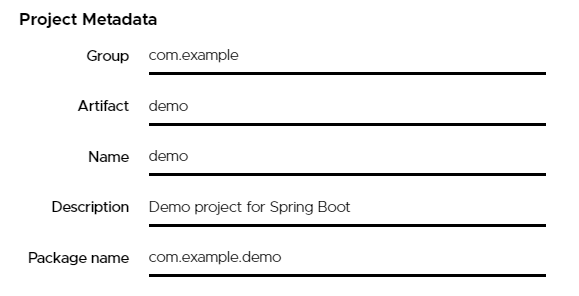 Project Metadata
Group com.example
Artifact demo
Name demo
Description Demo project for Spring Boot
Package name com.example.demo